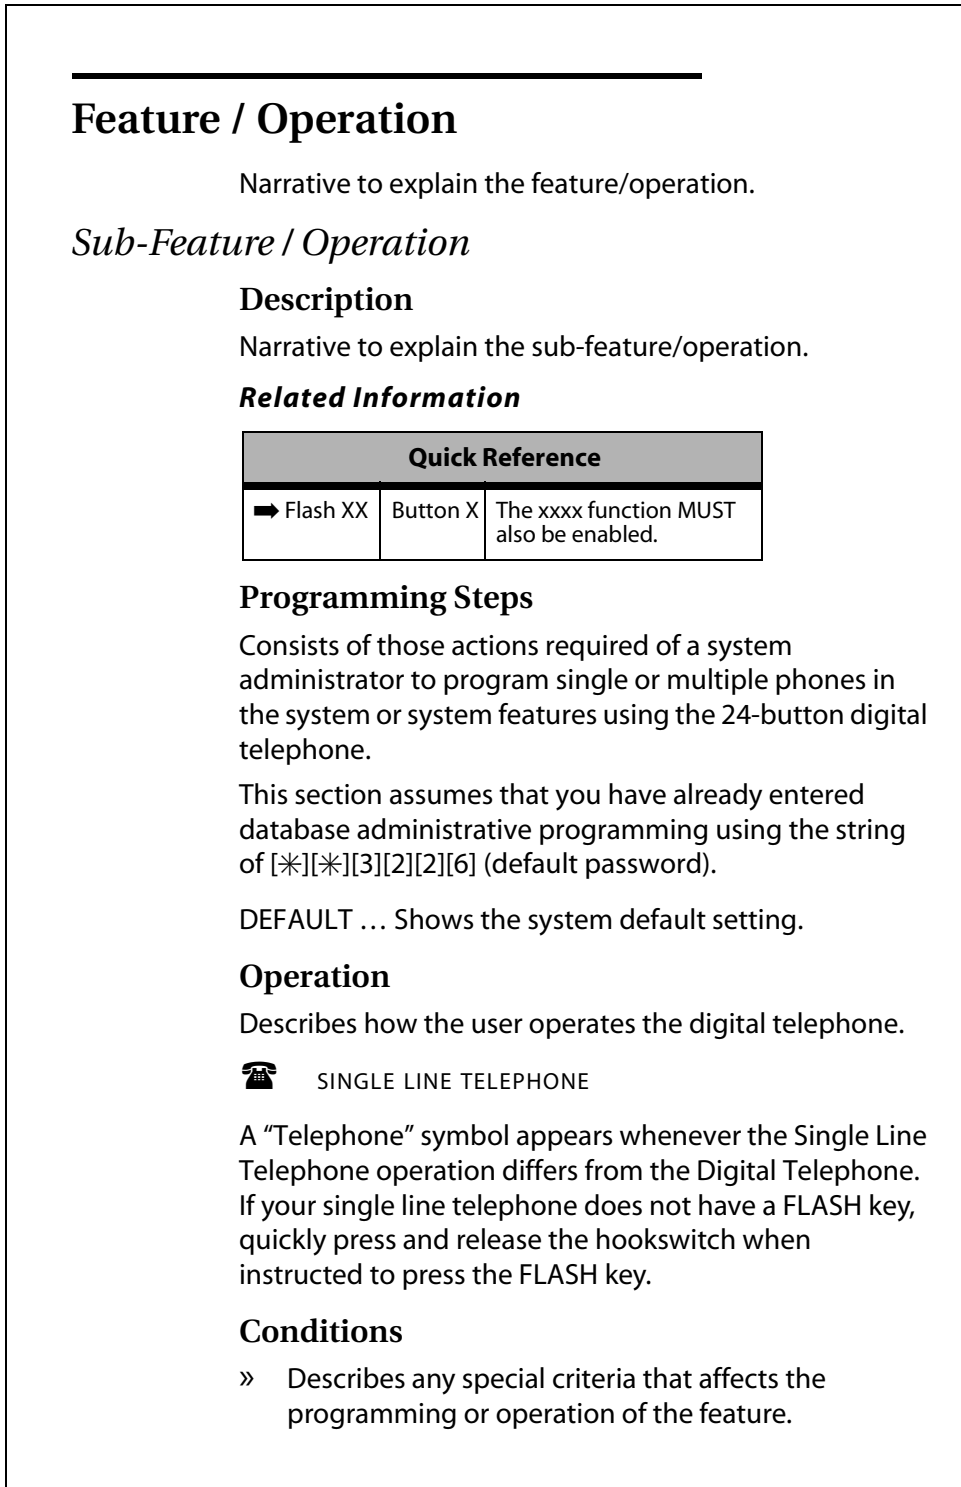 Feature / Operation
Narrative to explain the feature/operation.
Sub-Feature / Operation
Description
Narrative to explain the sub-feature/operation.
Related Information
Quick Reference
➡ Flash XX Button X The xxxx function MUST
also be enabled.
Programming Steps
Consists of those actions required of a system
administrator to program single or multiple phones in
the system or system features using the 24-button digital
telephone.
This section assumes that you have already entered
database administrative programming using the string
of [✳][✳][3][2][2][6] (default password).
DEFAULT … Shows the system default setting.
Operation
Describes how the user operates the digital telephone.
☎ SINGLE LINE TELEPHONE
A “Telephone” symbol appears whenever the Single Line
Telephone operation differs from the Digital Telephone.
If your single line telephone does not have a FLASH key,
quickly press and release the hookswitch when
instructed to press the FLASH key.
Conditions
» Describes any special criteria that affects the
programming or operation of the feature.